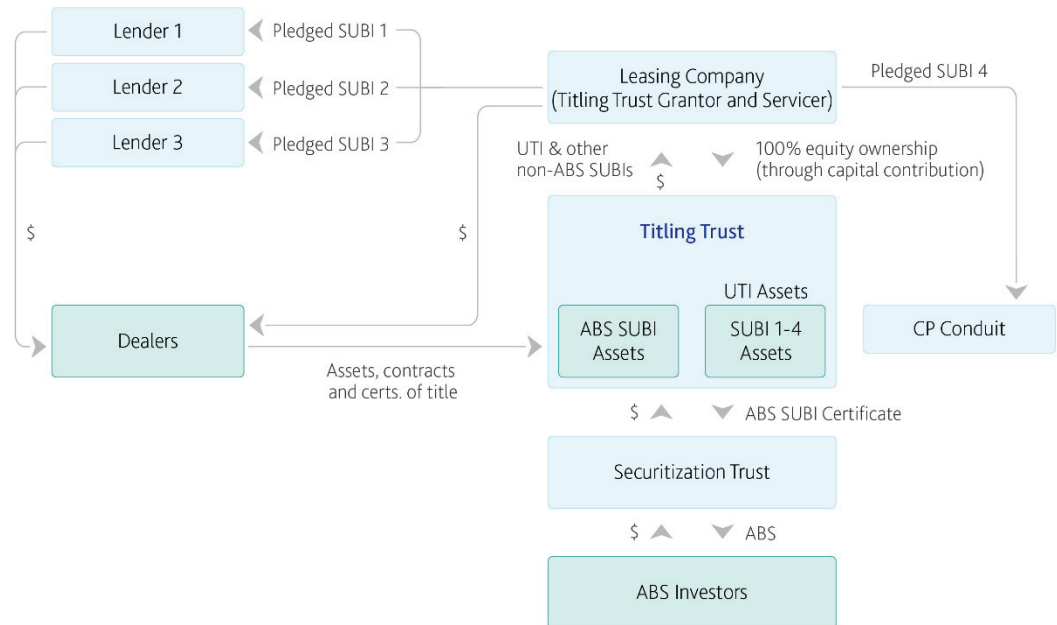 Lender 1
Pledged SUBI 1
Lender 2
Pledged SUBI 2
Lender 3
Pledged SUBI 3
Leasing Company
(Titling Trust Grantor and Servicer)
Pledged SUBI 4
UTI & other
non-ABS SUBIs
$
100% equity ownership
(through capital contribution)
$
$
Titling Trust
UTI Assets
ABS SUBI
Assets
SUBI 1-4
Assets
CP Conduit
Dealers
Assets, contracts
and certs. of title
$
ABS SUBI Certificate
Securitization Trust
$
ABS
ABS Investors